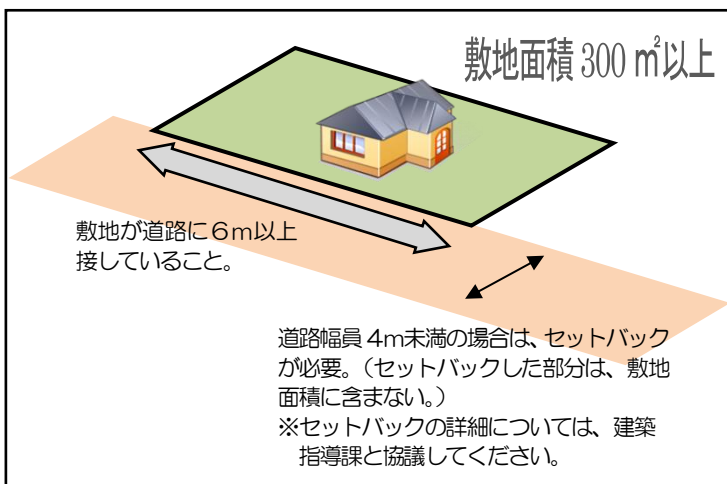 敷地面積 300 ㎡以上
敷地が道路に6m以上
接していること。
道路幅員 4m未満の場合は、セットバック
が必要。（セットバックした部分は、敷地
面積に含まない。）
※セットバックの詳細については、建築
指導課と協議してください。